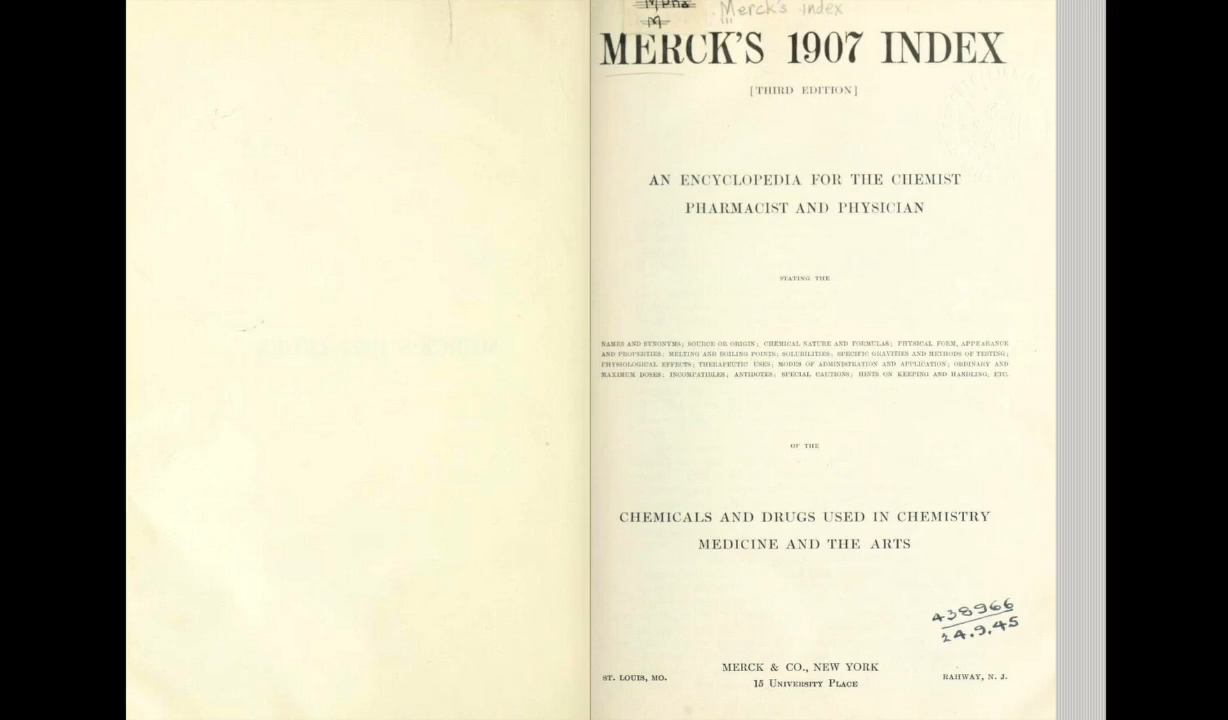 Merck's Index
MERCK'S 1907 INDEX
[THIRD EDITION]
AN ENCYCLOPEDIA FOR THE CHEMIST
PHARMACIST AND PHYSICIAN
STATING THE
NAMES AND SYNONYMS; SOURCE OR ORIGIN; CHEMICAL NATURE AND FORMULAS; PHYSICAL FORM, APPEARANCE
AND PROPERTIES; MELTING AND BOILING POINTS; SOLUBILITIES; SPECIFIC GRAVITIES AND METHODS OF TESTING;
PHYSIOLOGICAL EFFECTS; THERAPEUTIC USES; MODES OF ADMINISTRATION AND APPLICATION; ORDINARY AND
MAXIMUM DOSES; INCOMPATIBLES; ANTIDOTES; SPECIAL CAUTIONS; HINTS ON KEEPING AND HANDLING, ETC.
OF THE
CHEMICALS AND DRUGS USED IN CHEMISTRY
MEDICINE AND THE ARTS
438966
24.9.45
MERCK & CO., NEW YORK
ST. LOUIS, MO. 15 UNIVERSITY PLACE RAHWAY, N. J.